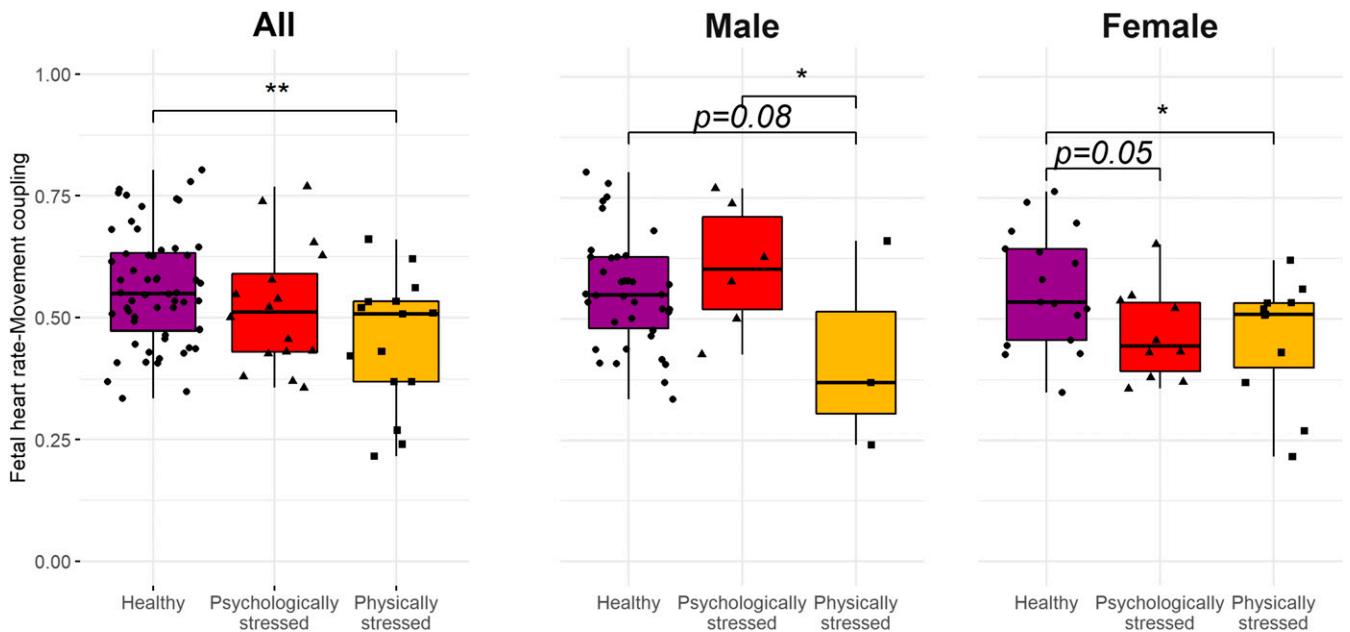 All
Male
Female
Fetal heart rate-Movement coupling
1.00
0.75
0.50
0.25
0.00
**
*
p=0.08
*
p=0.05
Healthy
Psychologically
stressed
Physically
stressed
Healthy
Psychologically
stressed
Physically
stressed
Healthy
Psychologically
stressed
Physically
stressed